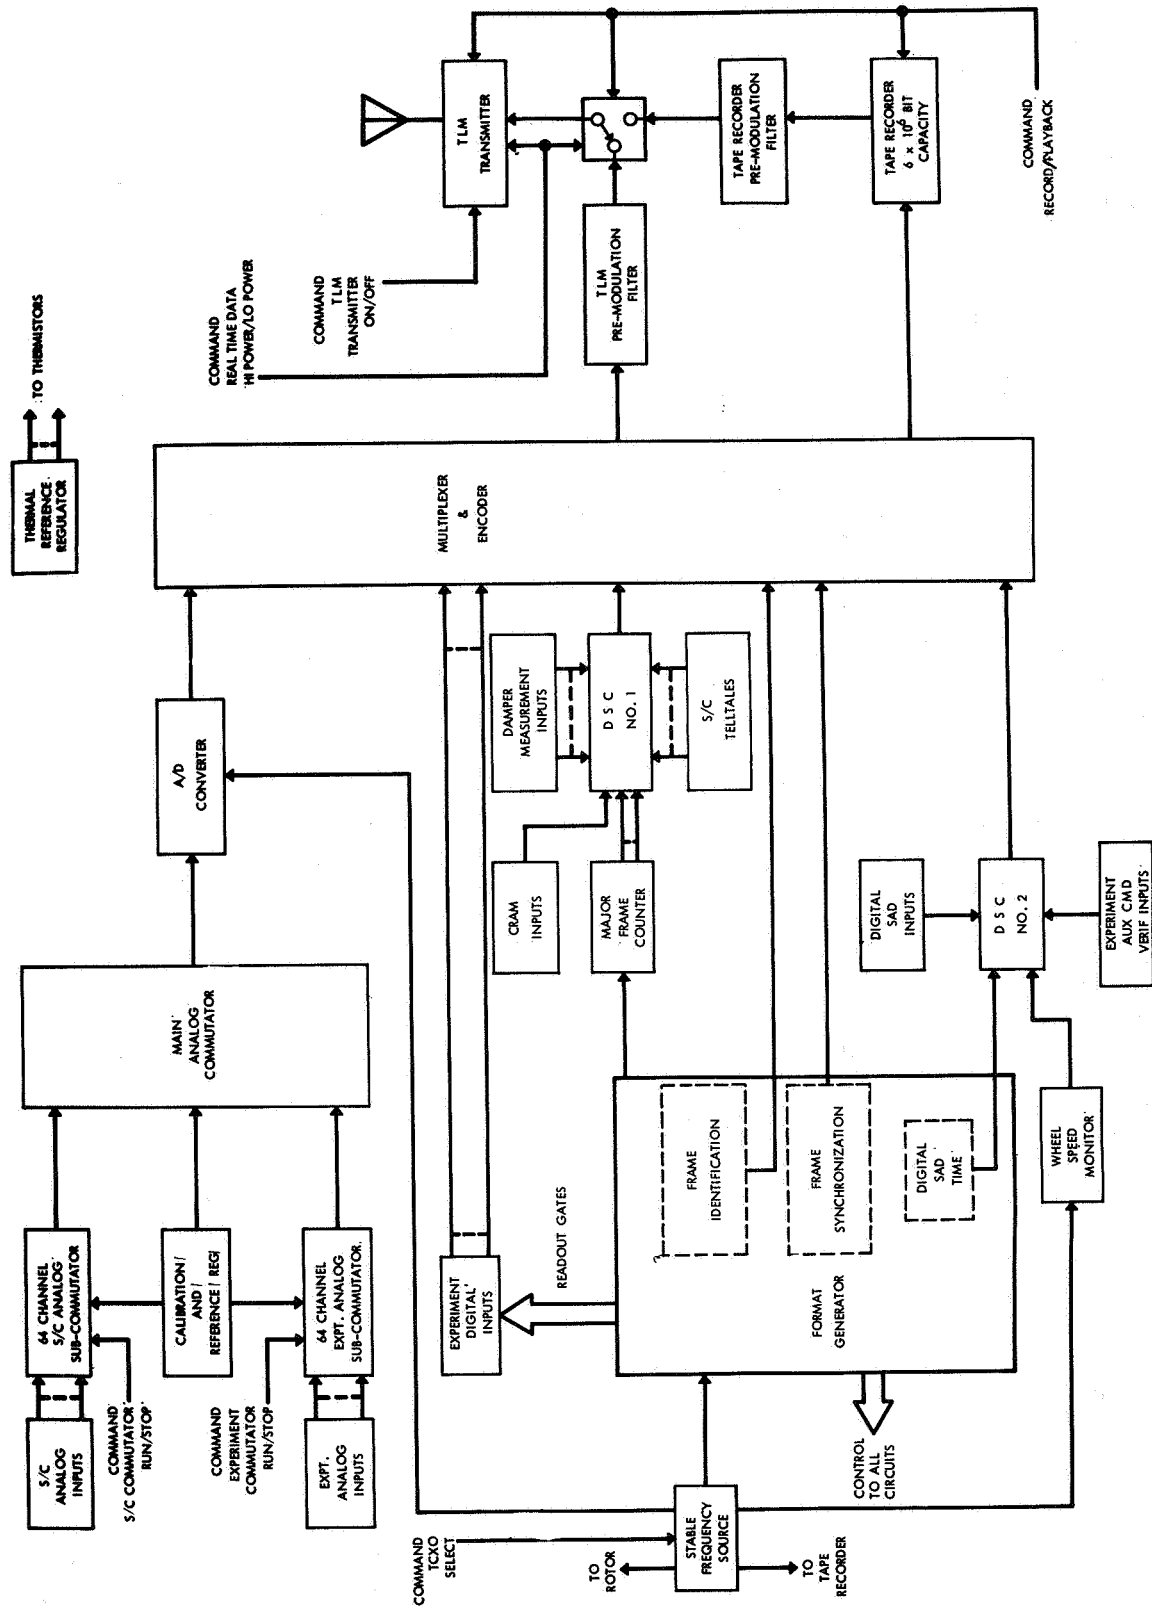 S/C
ANALOG
INPUTS
64 CHANNEL
S/C ANALOG
SUB-COMMUTATOR
COMMAND
S/C COMMUTATOR
RUN/STOP
CALIBRATION
AND
REFERENCE REG
COMMAND
EXPERIMENT
COMMUTATOR
RUN/STOP
EXPT.
ANALOG
INPUTS
64 CHANNEL
EXPT. ANALOG
SUB-COMMUTATOR
MAIN
ANALOG
COMMUTATOR
A/D
CONVERTER
THERMAL
REFERENCE
REGULATOR
TO THERMISTORS
MULTIPLEXER
&
ENCODER
COMMAND
REAL TIME DATA
HI POWER/LO POWER
COMMAND
TLM
TRANSMITTER
ON/OFF
TLM
TRANSMITTER
TLM
PRE-MODULATION
FILTER
TAPE RECORDER
PRE-MODULATION
FILTER
TAPE RECORDER
6 x 10^6 BIT
CAPACITY
COMMAND
RECORD/PLAYBACK
EXPERIMENT
DIGITAL
INPUTS
READOUT GATES
DAMPER
MEASUREMENT
INPUTS
DSC
NO. 1
S/C
TELLTALES
CRAM
INPUTS
MAJOR
FRAME
COUNTER
FRAME
IDENTIFICATION
FRAME
SYNCHRONIZATION
DIGITAL
SAD
TIME
FORMAT
GENERATOR
DIGITAL
SAD
INPUTS
DSC
NO. 2
EXPERIMENT
AUX CMD
VERIF INPUTS
WHEEL
SPEED
MONITOR
COMMAND
TCXO
SELECT
TO
ROTOR
STABLE
FREQUENCY
SOURCE
TO
TAPE
RECORDER
CONTROL
TO ALL
CIRCUITS